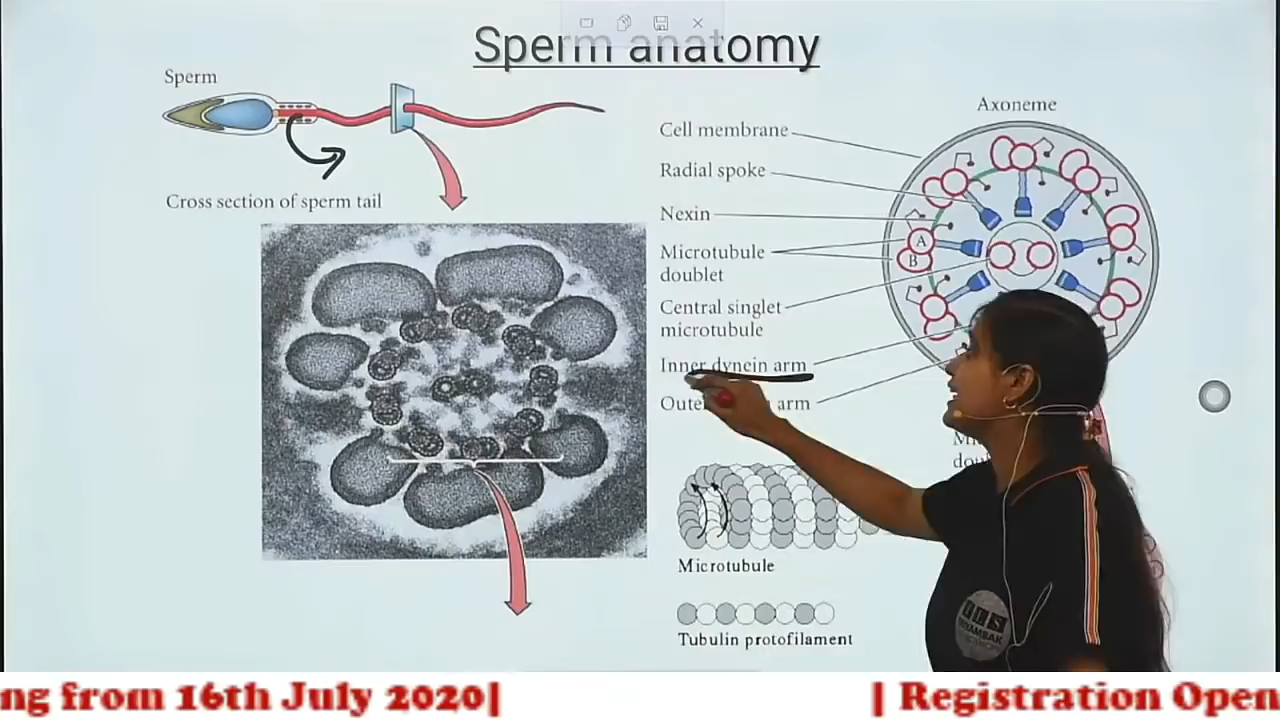 Sperm anatomy
Sperm
Cross section of sperm tail
Axoneme
Cell membrane
Radial spoke
Nexin
Microtubule
doublet
Central singlet
microtubule
Inner dynein arm
arm
A
B
Microtubule
Tubulin protofilament
ng from 16th July 2020|
| Registration Open